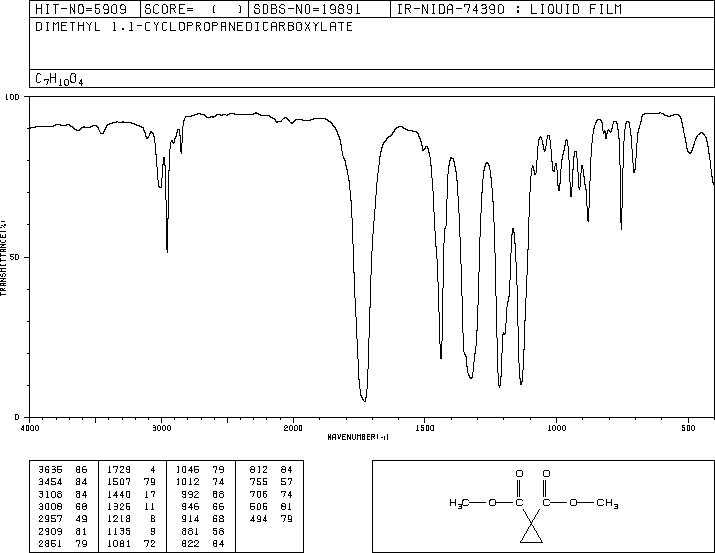 HIT-NO=5909 SCORE= ( ) SDBS-NO=19891 IR-NIDA-74390 : LIQUID FILM
DIMETHYL 1,1-CYCLOPROPANEDICARBOXYLATE
C7H10O4
100
50
0
TRANSMITTANCE(%)
4000 3000 2000 1500 1000 500
WAVENUMBER(-1)
3635 86 1729 4 1045 79 812 84
3454 84 1507 79 1012 74 755 57
3108 84 1440 17 992 68 706 74
3008 68 1326 11 946 66 606 81
2957 49 1218 8 914 68 494 79
2909 81 1135 9 881 58
2851 79 1081 72 822 84
O O
H3C O C C O CH3